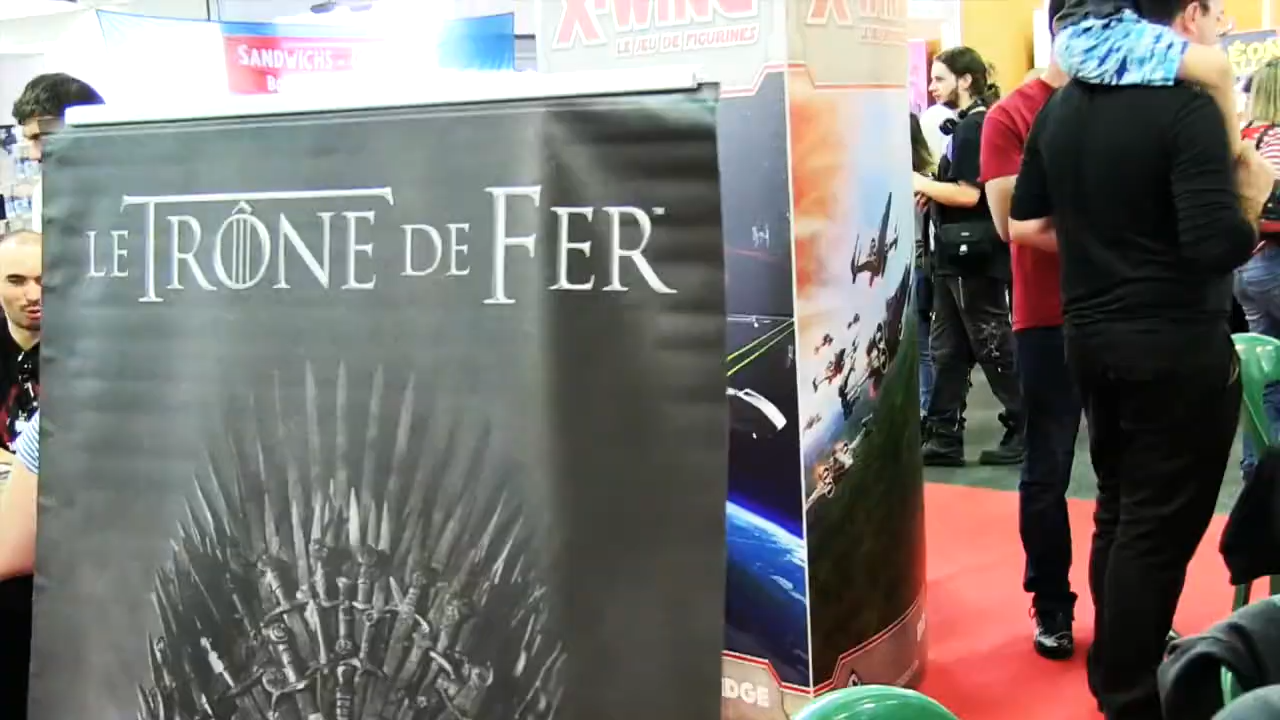 SANDWICHS
X-WING
LE JEU DE FIGURINES
LE TRÔNE DE FER